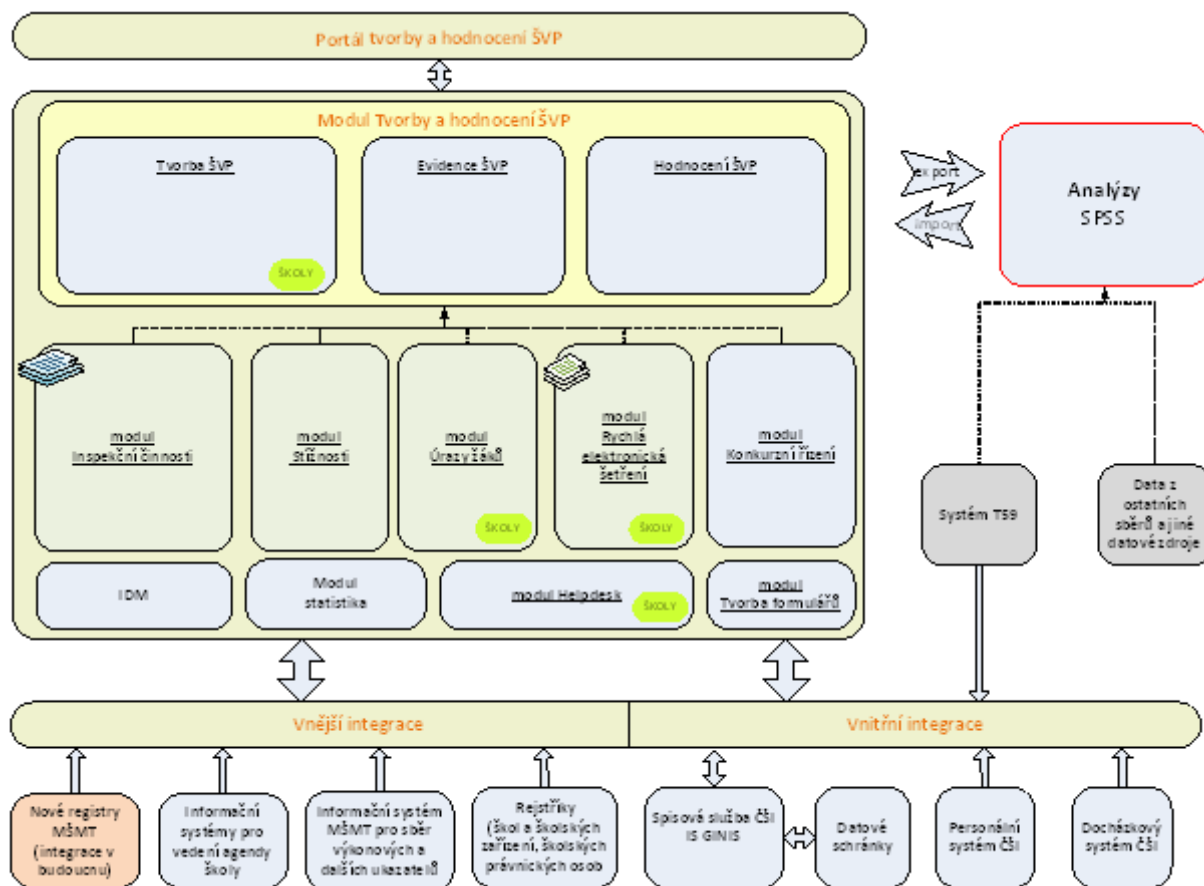 Portál tvorby a hodnocení ŠVP
Modul Tvorby a hodnocení ŠVP
Tvorba ŠVP
Evidence ŠVP
Hodnocení ŠVP
ŠKOLY
export
import
Analýzy
SPSS
modul
Inspekční činnosti
modul
Stížnosti
modul
Úrazy žáků
ŠKOLY
modul
Rychlá
elektronická
šetření
ŠKOLY
modul
Konkurzní řízení
Systém T59
Data z
ostatních
sběrů a jiné
datové zdroje
IDM
Modul
statistika
modul Helpdesk
ŠKOLY
modul
Tvorba formulářů
Vnější integrace
Vnitřní integrace
Nové registry
MŠMT
(integrace v
budoucnu)
Informační
systémy pro
vedení agendy
školy
Informační systém
MŠMT pro sběr
výkonových a
dalších ukazatelů
Rejstříky
(škol a školských
zařízení, školských
právnických osob
Spisová služba ČŠI
IS GINIS
Datové
schránky
Personální
systém ČŠI
Docházkový
systém ČŠI